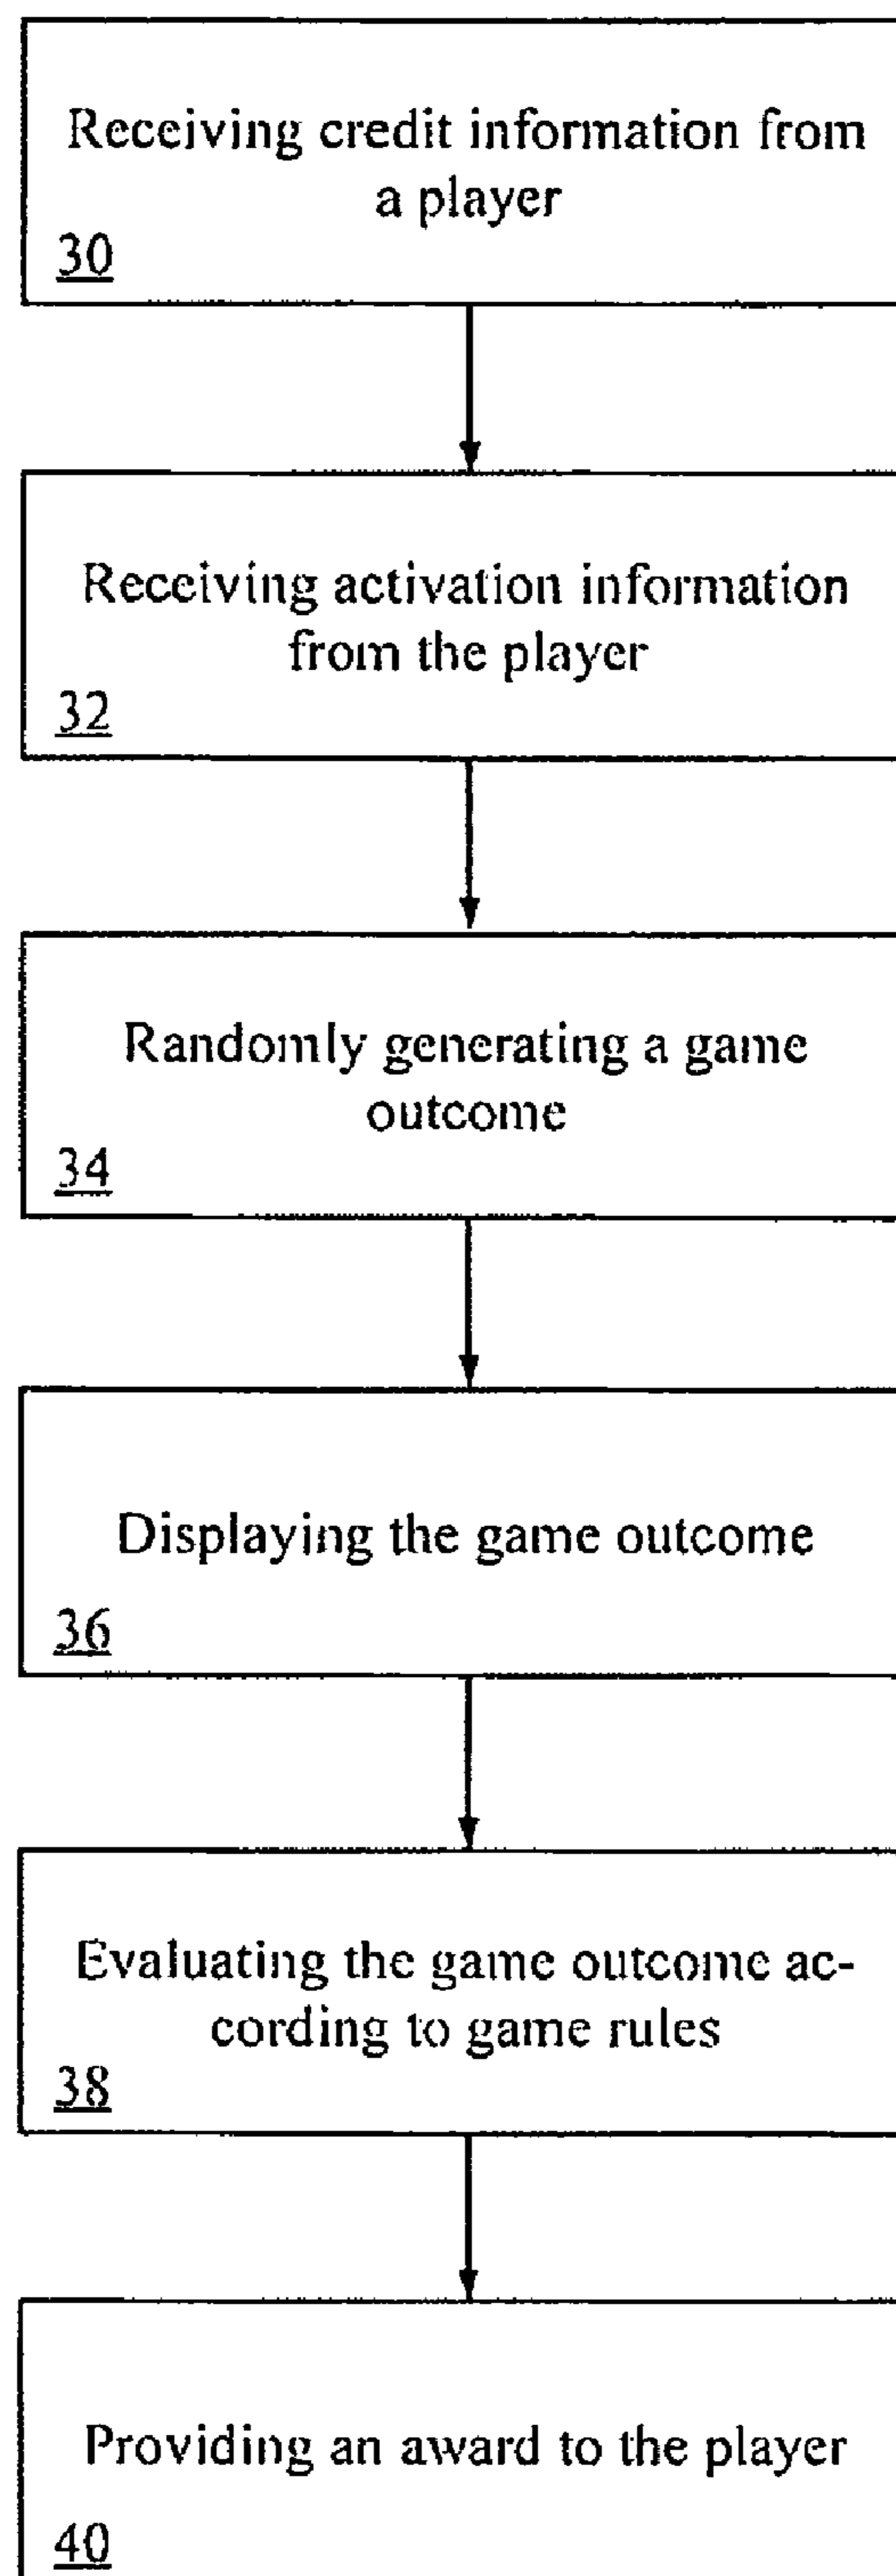 Receiving credit information from
a player
30
Receiving activation information
from the player
32
Randomly generating a game
outcome
34
Displaying the game outcome
36
Evaluating the game outcome ac-
cording to game rules
38
Providing an award to the player
40